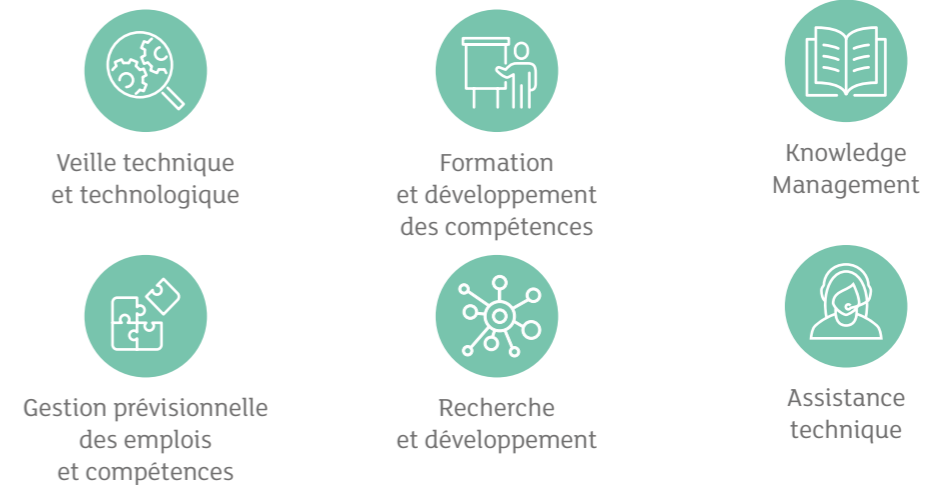 Veille technique
et technologique
Formation
et développement
des compétences
Knowledge
Management
Gestion prévisionnelle
des emplois
et compétences
Recherche
et développement
Assistance
technique